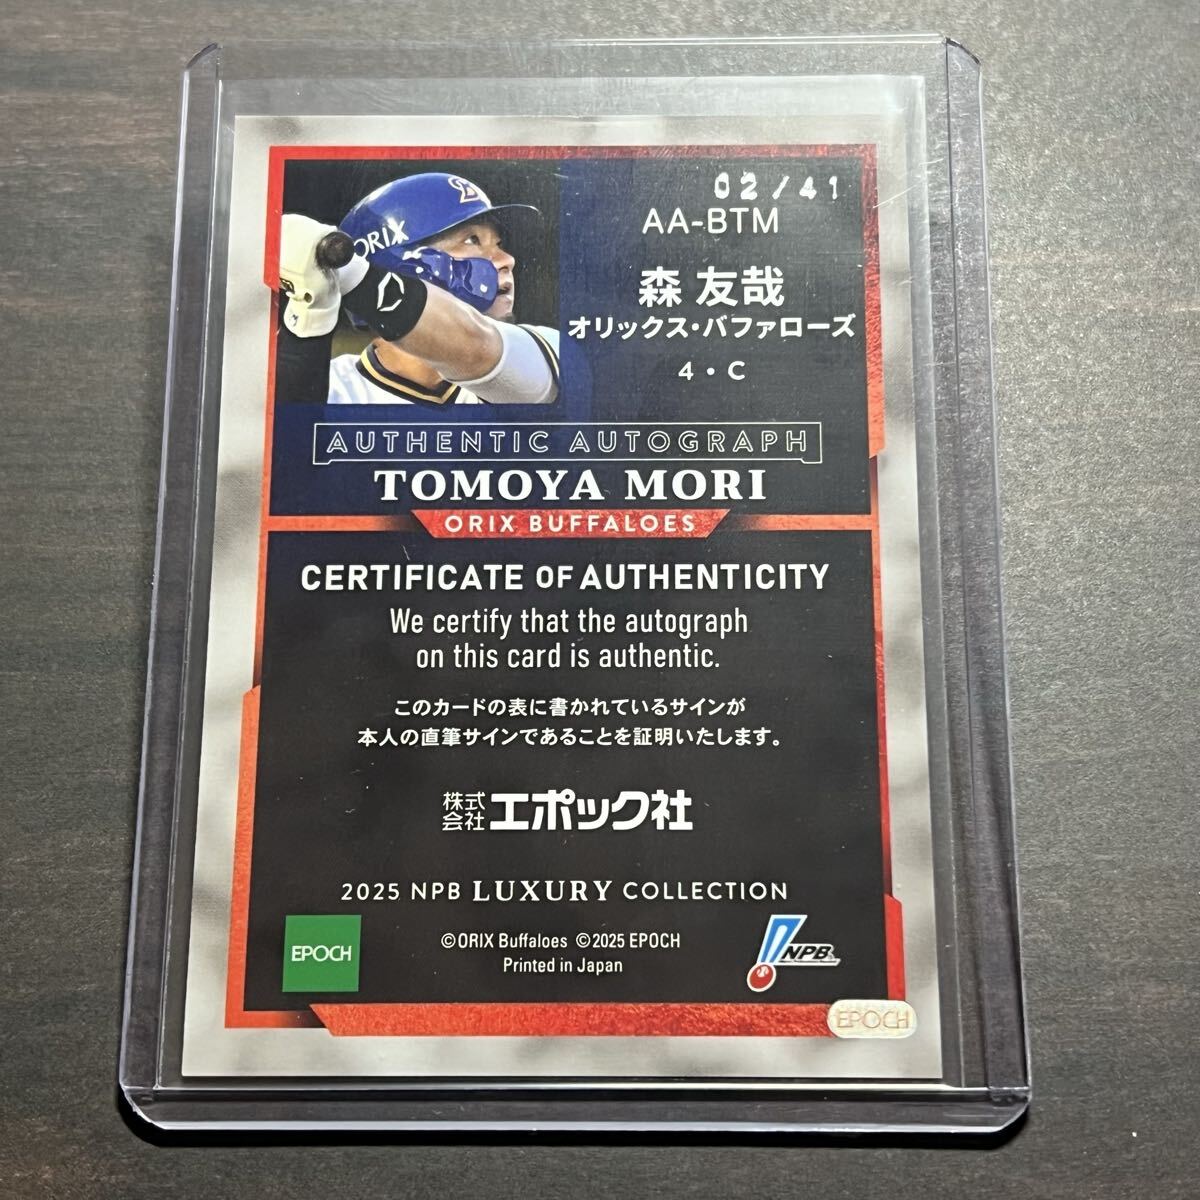 02/41
AA-BTM
ORIX
森 友哉
オリックス・バファローズ
4・C
AUTHENTIC AUTOGRAPH
TOMOYA MORI
ORIX BUFFALOES
CERTIFICATE OF AUTHENTICITY
We certify that the autograph
on this card is authentic.
このカードの表に書かれているサインが
本人の直筆サインであることを証明いたします。
株式会社エポック社
2025 NPB LUXURY COLLECTION
EPOCH
©ORIX Buffaloes ©2025 EPOCH
Printed in Japan
NPB
EPOCH